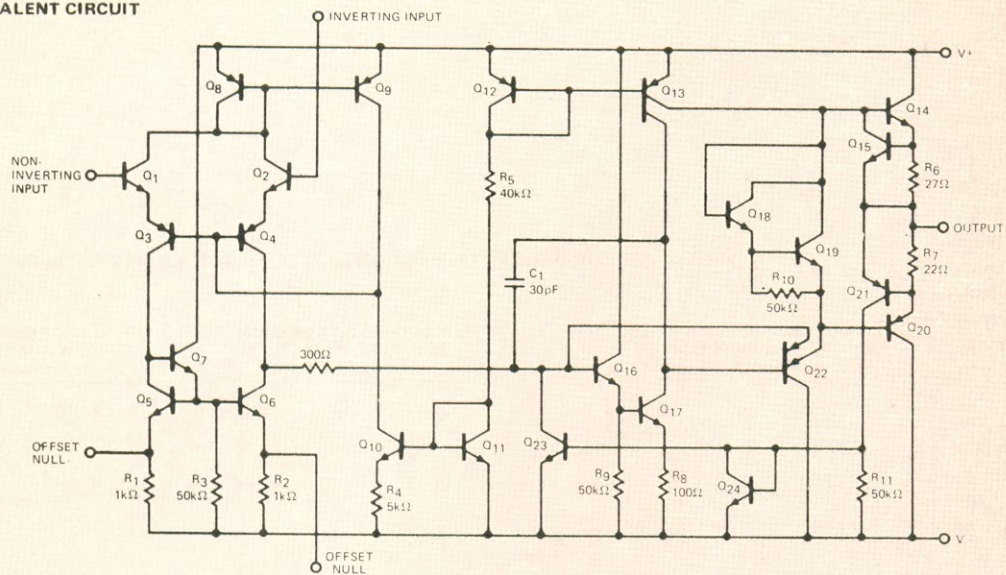 ALENT CIRCUIT
INVERTING INPUT
V+
Q8
Q9
Q12
Q13
Q14
Q15
NON-
INVERTING
INPUT
Q1
Q2
R5
40kΩ
R6
27Ω
Q18
Q3
Q4
OUTPUT
Q19
C1
30pF
R10
50kΩ
R7
22Ω
Q21
Q20
Q7
300Ω
Q16
Q22
Q5
Q6
Q17
OFFSET
NULL
Q10
Q11
Q23
R1
1kΩ
R3
50kΩ
R2
1kΩ
R4
5kΩ
R9
50kΩ
R8
100Ω
Q24
R11
50kΩ
V-
OFFSET
NULL